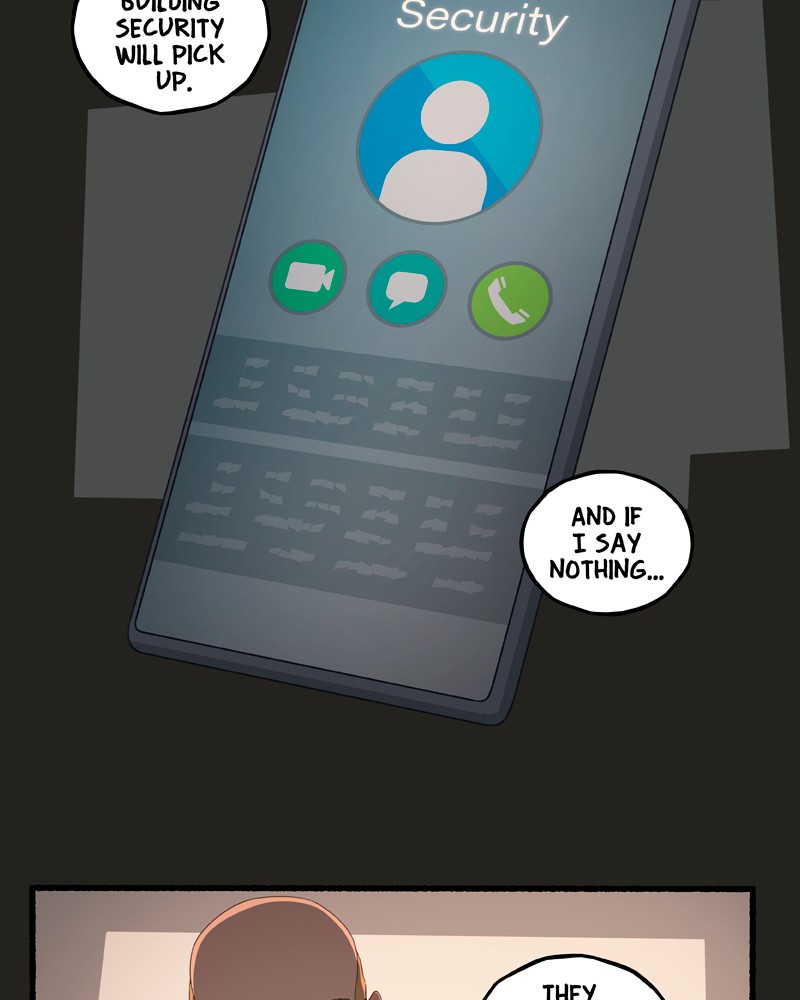 BUILDING
SECURITY
WILL PICK
UP.
Security
AND IF
I SAY
NOTHING...
THEY